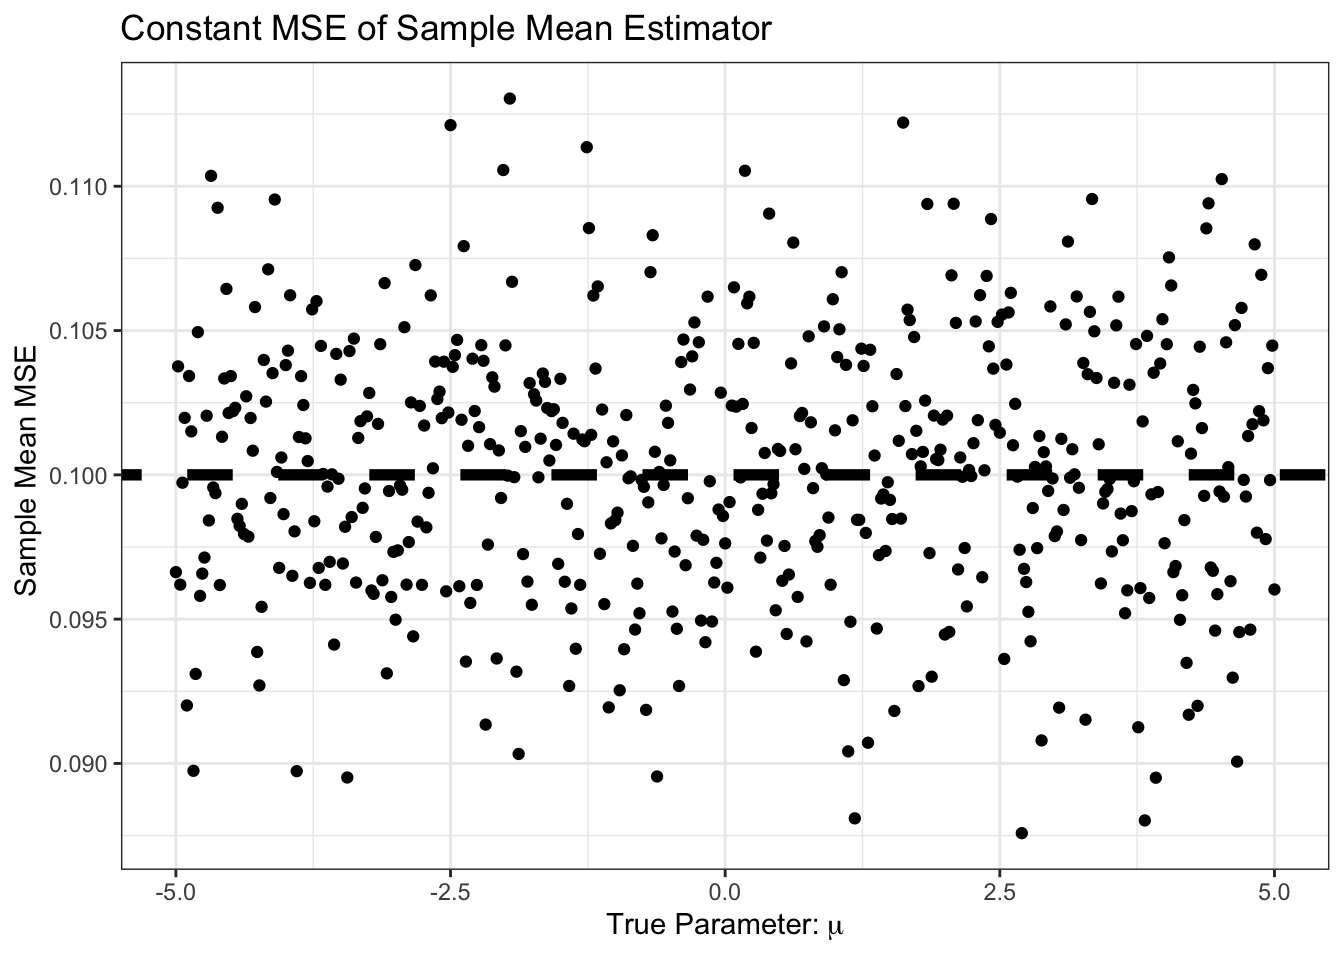 Constant MSE of Sample Mean Estimator
Sample Mean MSE
0.110
0.105
0.100
0.095
0.090
-5.0 -2.5 0.0 2.5 5.0
True Parameter: μ